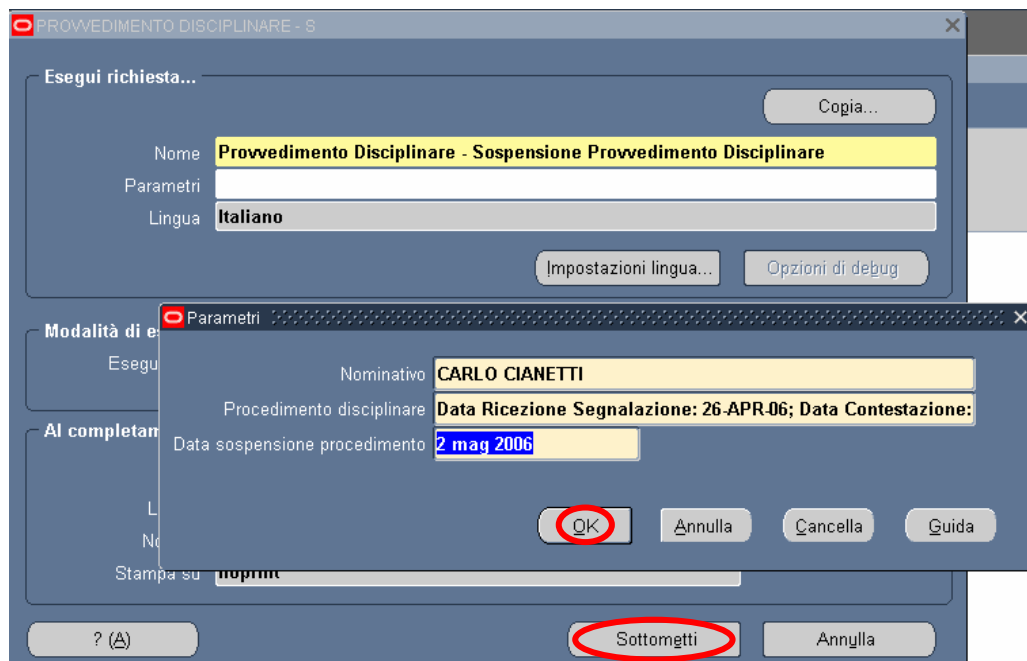 PROVVEDIMENTO DISCIPLINARE - S
Esegui richiesta...
Copia...
Nome Provvedimento Disciplinare - Sospensione Provvedimento Disciplinare
Parametri
Lingua Italiano
Impostazioni lingua... Opzioni di debug
Modalità di e
Esegu
Parametri
Nominativo CARLO CIANETTI
Procedimento disciplinare Data Ricezione Segnalazione: 26-APR-06; Data Contestazione:
Data sospensione procedimento 2 mag 2006
OK Annulla Cancella Guida
Al completam
L
No
Stampa su noprint
? (A) Sottometti Annulla